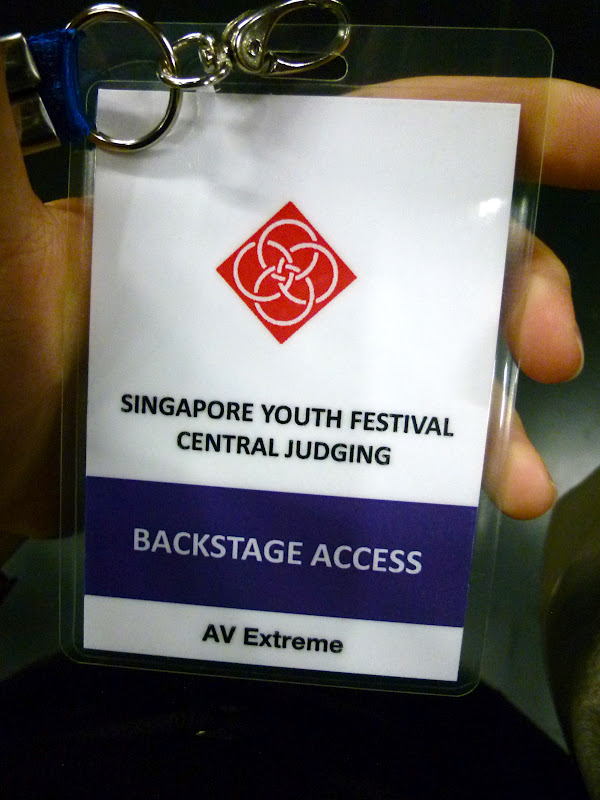 SINGAPORE YOUTH FESTIVAL
CENTRAL JUDGING
BACKSTAGE ACCESS
AV Extreme